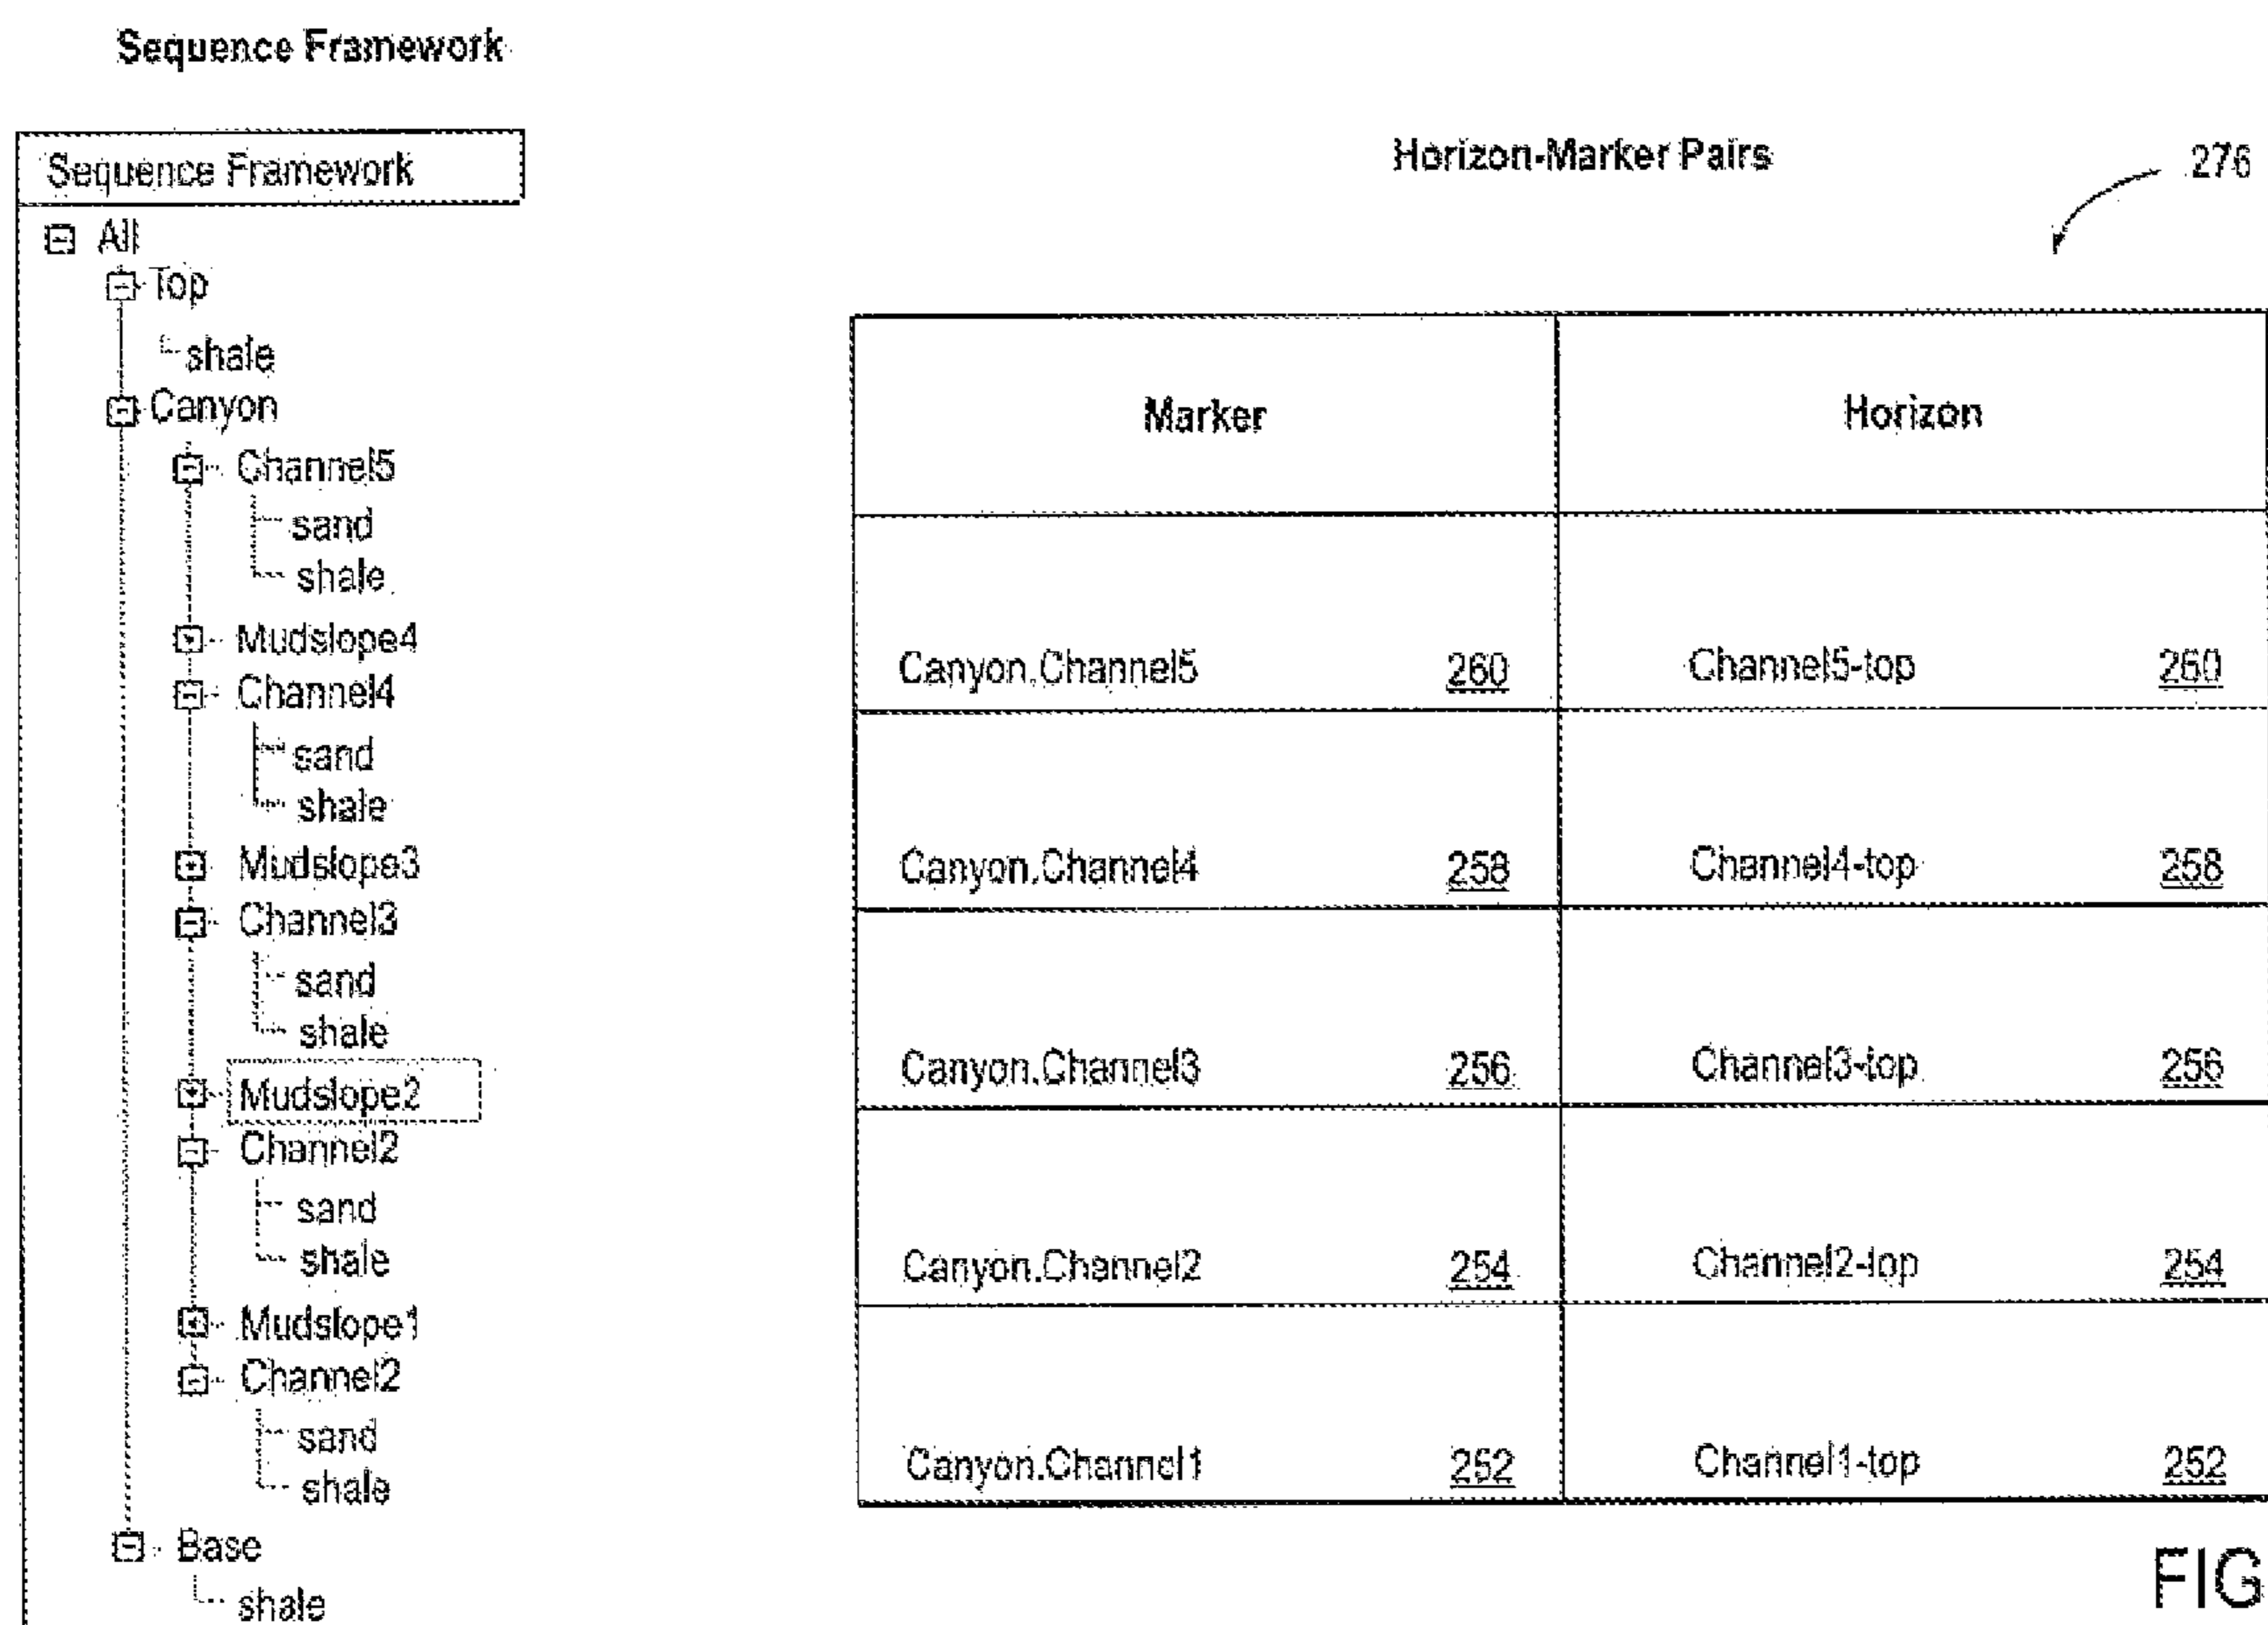 Sequence Framework
Sequence Framework
All
Top
shale
Canyon
Channel5
sand
shale
Mudslope4
Channel4
sand
shale
Mudslope3
Channel3
sand
shale
Mudslope2
Channel2
sand
shale
Mudslope1
Channel2
sand
shale
Base
shale
Horizon-Marker Pairs
276
Marker Horizon
Canyon.Channel5 260 Channel5-top 260
Canyon.Channel4 258 Channel4-top 258
Canyon.Channel3 256 Channel3-top 256
Canyon.Channel2 254 Channel2-top 254
Canyon.Channel1 252 Channel1-top 252
FIG